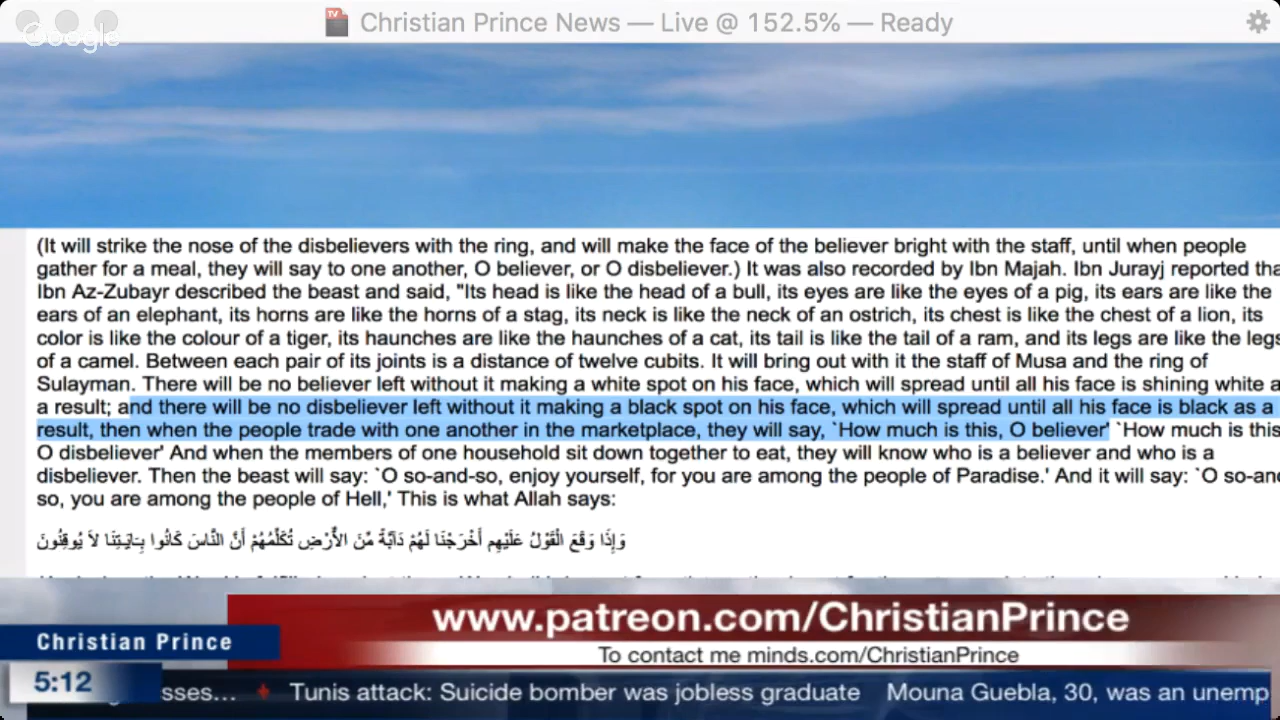 Christian Prince News — Live @ 152.5% — Ready
Google
(It will strike the nose of the disbelievers with the ring, and will make the face of the believer bright with the staff, until when people
gather for a meal, they will say to one another, O believer, or O disbeliever.) It was also recorded by Ibn Majah. Ibn Jurayj reported tha
Ibn Az-Zubayr described the beast and said, "Its head is like the head of a bull, its eyes are like the eyes of a pig, its ears are like the
ears of an elephant, its horns are like the horns of a stag, its neck is like the neck of an ostrich, its chest is like the chest of a lion, its
color is like the colour of a tiger, its haunches are like the haunches of a cat, its tail is like the tail of a ram, and its legs are like the legs
of a camel. Between each pair of its joints is a distance of twelve cubits. It will bring out with it the staff of Musa and the ring of
Sulayman. There will be no believer left without it making a white spot on his face, which will spread until all his face is shining white a
a result; and there will be no disbeliever left without it making a black spot on his face, which will spread until all his face is black as a
result, then when the people trade with one another in the marketplace, they will say, `How much is this, O believer' `How much is this
O disbeliever' And when the members of one household sit down together to eat, they will know who is a believer and who is a
disbeliever. Then the beast will say: `O so-and-so, enjoy yourself, for you are among the people of Paradise.' And it will say: `O so-and
so, you are among the people of Hell,' This is what Allah says:
وَإِذَا وَقَعَ الْقَوْلُ عَلَيْهِم أَخْرَجْنَا لَهُمْ دَآبَّةً مِّنَ الاٌّرْضِ تُكَلِّمُهُمْ أَنَّ النَّاسَ كَانُوا بِـَايَـتِنَا لاَ يُوقِنُونَ
www.patreon.com/ChristianPrince
Christian Prince
To contact me minds.com/ChristianPrince
5:12
sses... Tunis attack: Suicide bomber was jobless graduate Mouna Guebla, 30, was an unemp